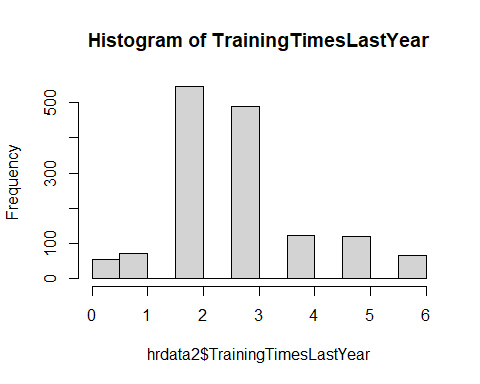 Histogram of TrainingTimesLastYear
Frequency
500
300
100
0
0 1 2 3 4 5 6
hrdata2$TrainingTimesLastYear